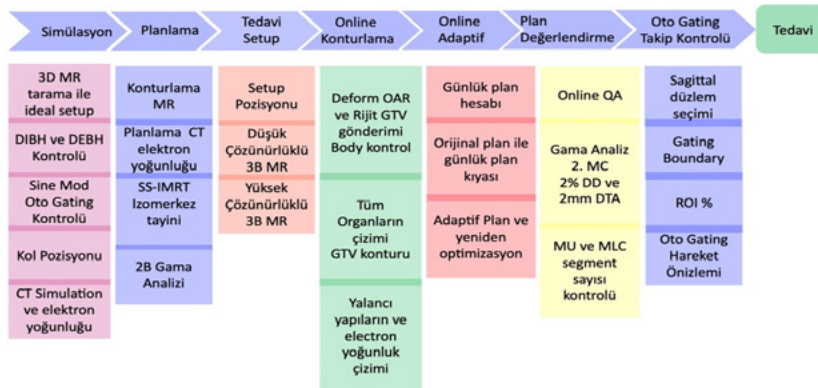 Simülasyon
Planlama
Tedavi
Setup
Online
Konturlama
Online
Adaptif
Plan
Değerlendirme
Oto Gating
Takip Kontrolü
Tedavi
3D MR
tarama ile
ideal setup
DIBH ve DEBH
Kontrolü
Sine Mod
Oto Gating
Kontrolü
Kol Pozisyonu
CT Simulation
ve elektron
yoğunluğu
Konturlama
MR
Planlama CT
elektron
yoğunluğu
SS-IMRT
Izomerkez
tayini
2B Gama
Analizi
Setup
Pozisyonu
Düşük
Çözünürlüklü
3B MR
Yüksek
Çözünürlüklü
3B MR
Deform OAR
ve Rijit GTV
gönderimi
Body kontrol
Tüm
Organların
çizimi
GTV konturu
Yalancı
yapıların ve
electron
yoğunluk
çizimi
Günlük plan
hesabı
Orijinal plan ile
günlük plan
kıyası
Adaptif Plan ve
yeniden
optimizasyon
Online QA
Gama Analiz
2. MC
2% DD ve
2mm DTA
MU ve MLC
segment
sayısı
kontrolü
Sagittal
düzlem
seçimi
Gating
Boundary
ROI %
Oto Gating
Hareket
Önizlemi